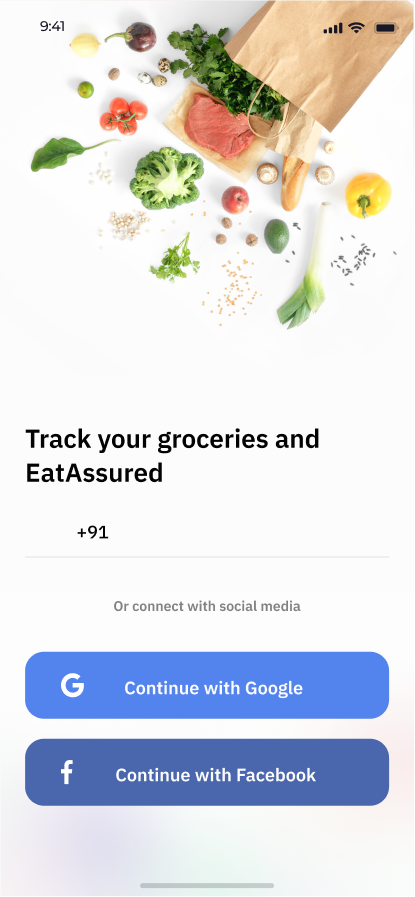 9:41
Track your groceries and
EatAssured
+91
Or connect with social media
G Continue with Google
f Continue with Facebook